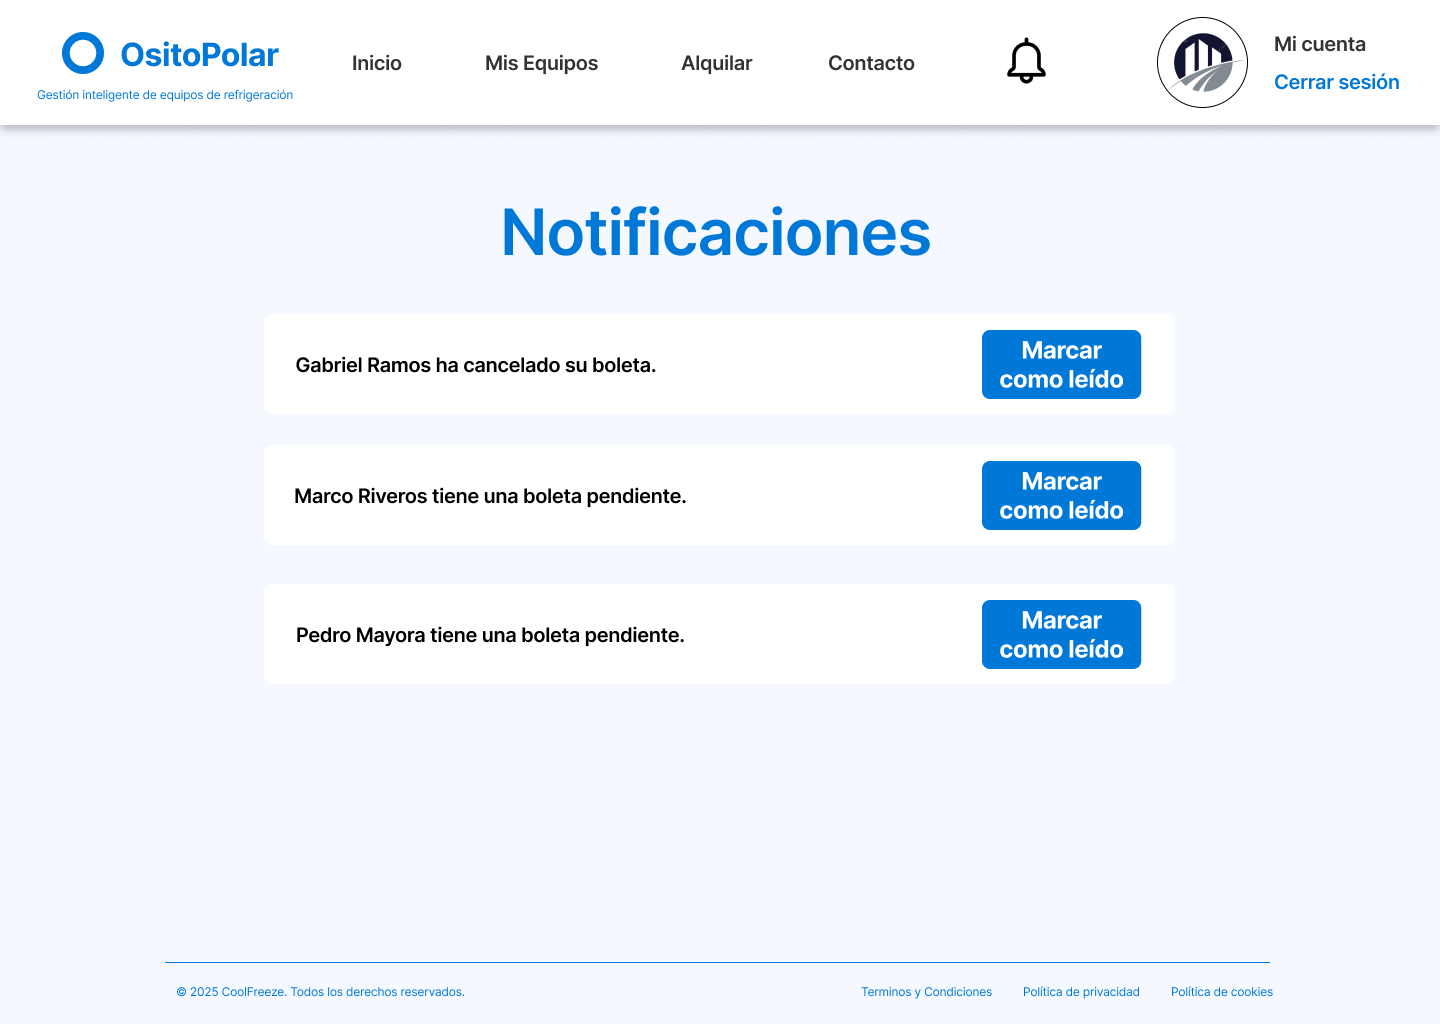 OsitoPolar
Gestión inteligente de equipos de refrigeración
Inicio
Mis Equipos
Alquilar
Contacto
Mi cuenta
Cerrar sesión
Notificaciones
Gabriel Ramos ha cancelado su boleta.
Marcar
como leído
Marco Riveros tiene una boleta pendiente.
Marcar
como leído
Pedro Mayora tiene una boleta pendiente.
Marcar
como leído
© 2025 CoolFreeze. Todos los derechos reservados.
Terminos y Condiciones
Política de privacidad
Política de cookies